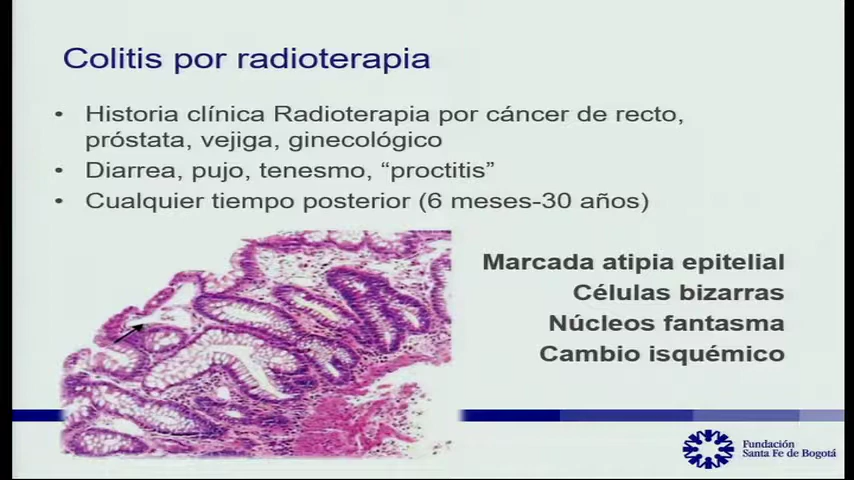 Colitis por radioterapia
• Historia clínica Radioterapia por cáncer de recto,
próstata, vejiga, ginecológico
• Diarrea, pujo, tenesmo, “proctitis”
• Cualquier tiempo posterior (6 meses-30 años)
Marcada atipia epitelial
Células bizarras
Núcleos fantasma
Cambio isquémico
Fundación
Santa Fe de Bogotá